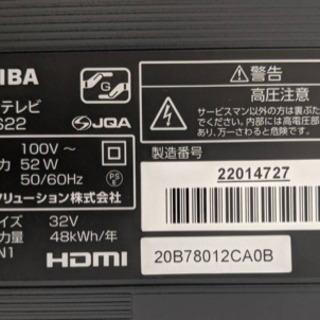 IBA
テレビ
S22
G
JQA
100V～
力 52W
50/60Hz
PS
E
リューション株式会社
イズ 32V
力量 48kWh/年
N1
HDMI
警告
高圧注意
サービスマン以外の方は裏ぶた
でください。内部には高電圧部
あり、万一さわると危険です。
製造番号
22014727
20B78012CA0B